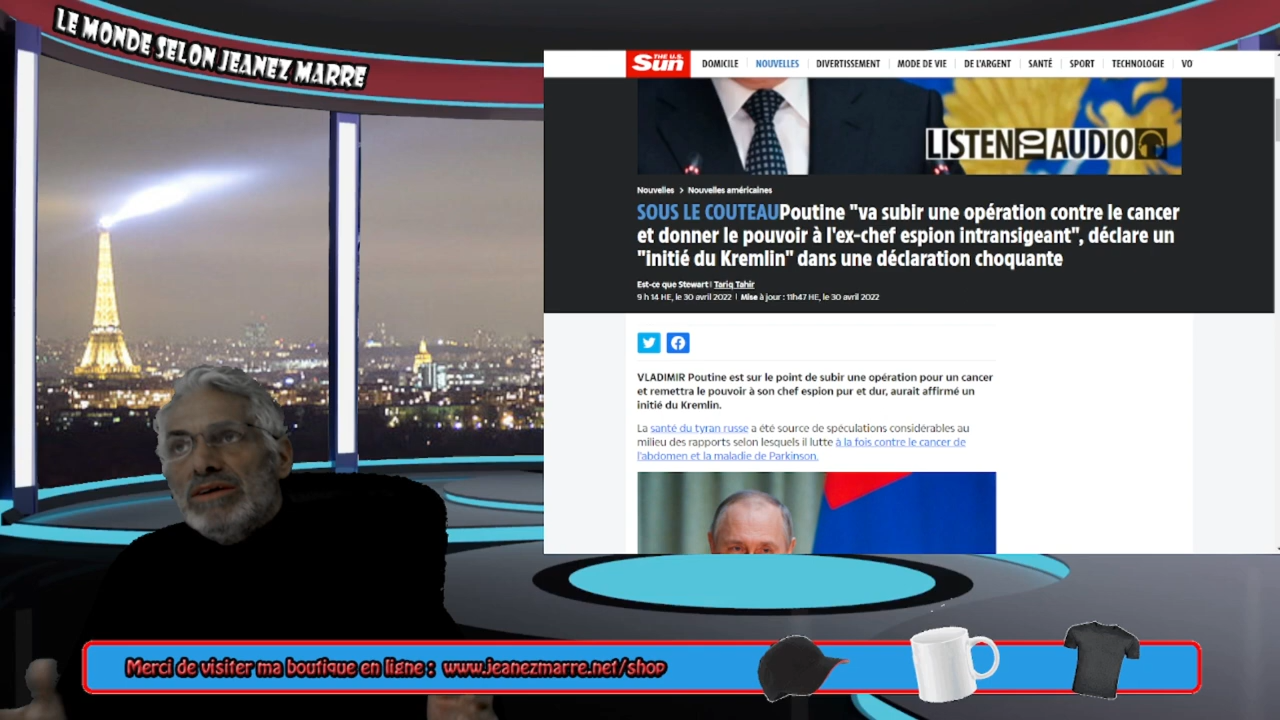 LE MONDE SELON JEANEZ MARRE
THE U.S. Sun
DOMICILE
NOUVELLES
DIVERTISSEMENT
MODE DE VIE
DE L'ARGENT
SANTÉ
SPORT
TECHNOLOGIE
VO
LISTEN TO AUDIO
Nouvelles > Nouvelles américaines
SOUS LE COUTEAUPoutine "va subir une opération contre le cancer
et donner le pouvoir à l'ex-chef espion intransigeant", déclare un
"initié du Kremlin" dans une déclaration choquante
Est-ce que Stewart | Tariq Tahir
9 h 14 HE, le 30 avril 2022 | Mise à jour : 11h47 HE, le 30 avril 2022
VLADIMIR Poutine est sur le point de subir une opération pour un cancer
et remettra le pouvoir à son chef espion pur et dur, aurait affirmé un
initié du Kremlin.
La santé du tyran russe a été source de spéculations considérables au
milieu des rapports selon lesquels il lutte à la fois contre le cancer de
l'abdomen et la maladie de Parkinson.
Merci de visiter ma boutique en ligne : www.jeanezmarre.net/shop